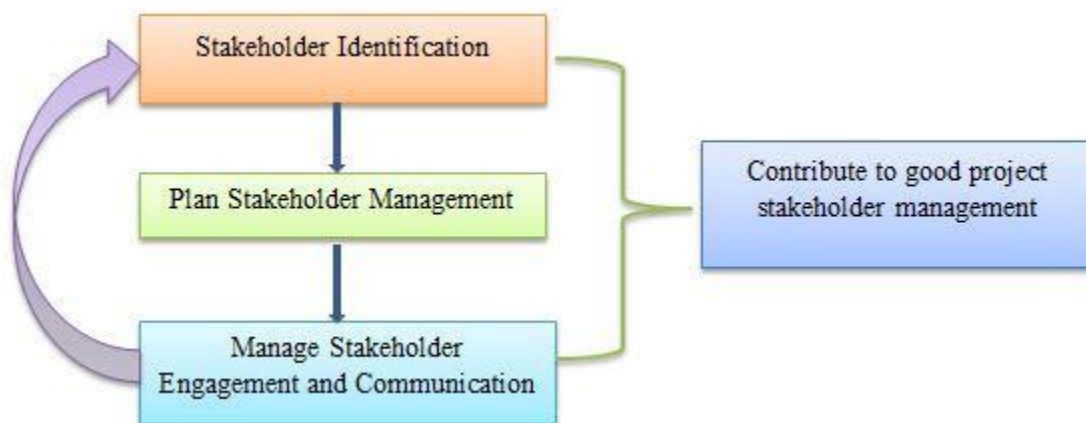 Stakeholder Identification
Plan Stakeholder Management
Manage Stakeholder
Engagement and Communication
Contribute to good project
stakeholder management